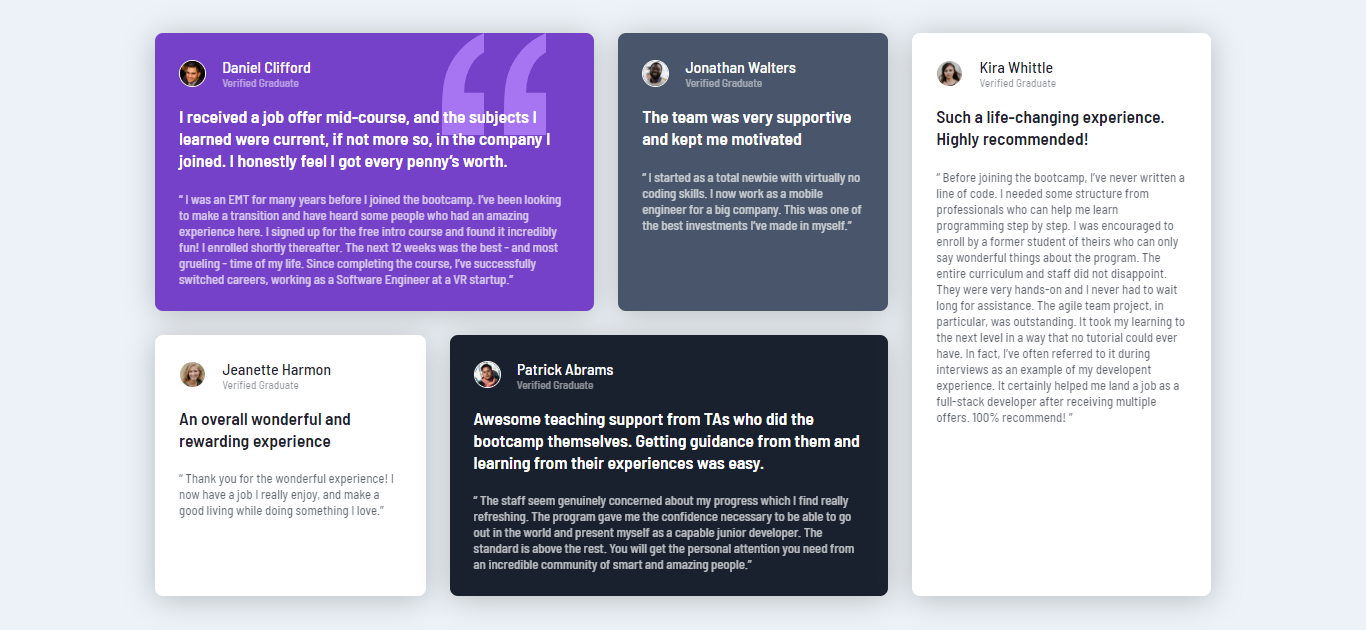 Daniel Clifford
Verified Graduate
I received a job offer mid-course, and the subjects I
learned were current, if not more so, in the company I
joined. I honestly feel I got every penny’s worth.
“ I was an EMT for many years before I joined the bootcamp. I’ve been looking
to make a transition and have heard some people who had an amazing
experience here. I signed up for the free intro course and found it incredibly
fun! I enrolled shortly thereafter. The next 12 weeks was the best - and most
grueling - time of my life. Since completing the course, I’ve successfully
switched careers, working as a Software Engineer at a VR startup.”
Jonathan Walters
Verified Graduate
The team was very supportive
and kept me motivated
“ I started as a total newbie with virtually no
coding skills. I now work as a mobile
engineer for a big company. This was one of
the best investments I’ve made in myself.”
Kira Whittle
Verified Graduate
Such a life-changing experience.
Highly recommended!
“ Before joining the bootcamp, I’ve never written a
line of code. I needed some structure from
professionals who can help me learn
programming step by step. I was encouraged to
enroll by a former student of theirs who can only
say wonderful things about the program. The
entire curriculum and staff did not disappoint.
They were very hands-on and I never had to wait
long for assistance. The agile team project, in
particular, was outstanding. It took my learning to
the next level in a way that no tutorial could ever
have. In fact, I’ve often referred to it during
interviews as an example of my developent
experience. It certainly helped me land a job as a
full-stack developer after receiving multiple
offers. 100% recommend! ”
Jeanette Harmon
Verified Graduate
An overall wonderful and
rewarding experience
“ Thank you for the wonderful experience! I
now have a job I really enjoy, and make a
good living while doing something I love.”
Patrick Abrams
Verified Graduate
Awesome teaching support from TAs who did the
bootcamp themselves. Getting guidance from them and
learning from their experiences was easy.
“ The staff seem genuinely concerned about my progress which I find really
refreshing. The program gave me the confidence necessary to be able to go
out in the world and present myself as a capable junior developer. The
standard is above the rest. You will get the personal attention you need from
an incredible community of smart and amazing people.”